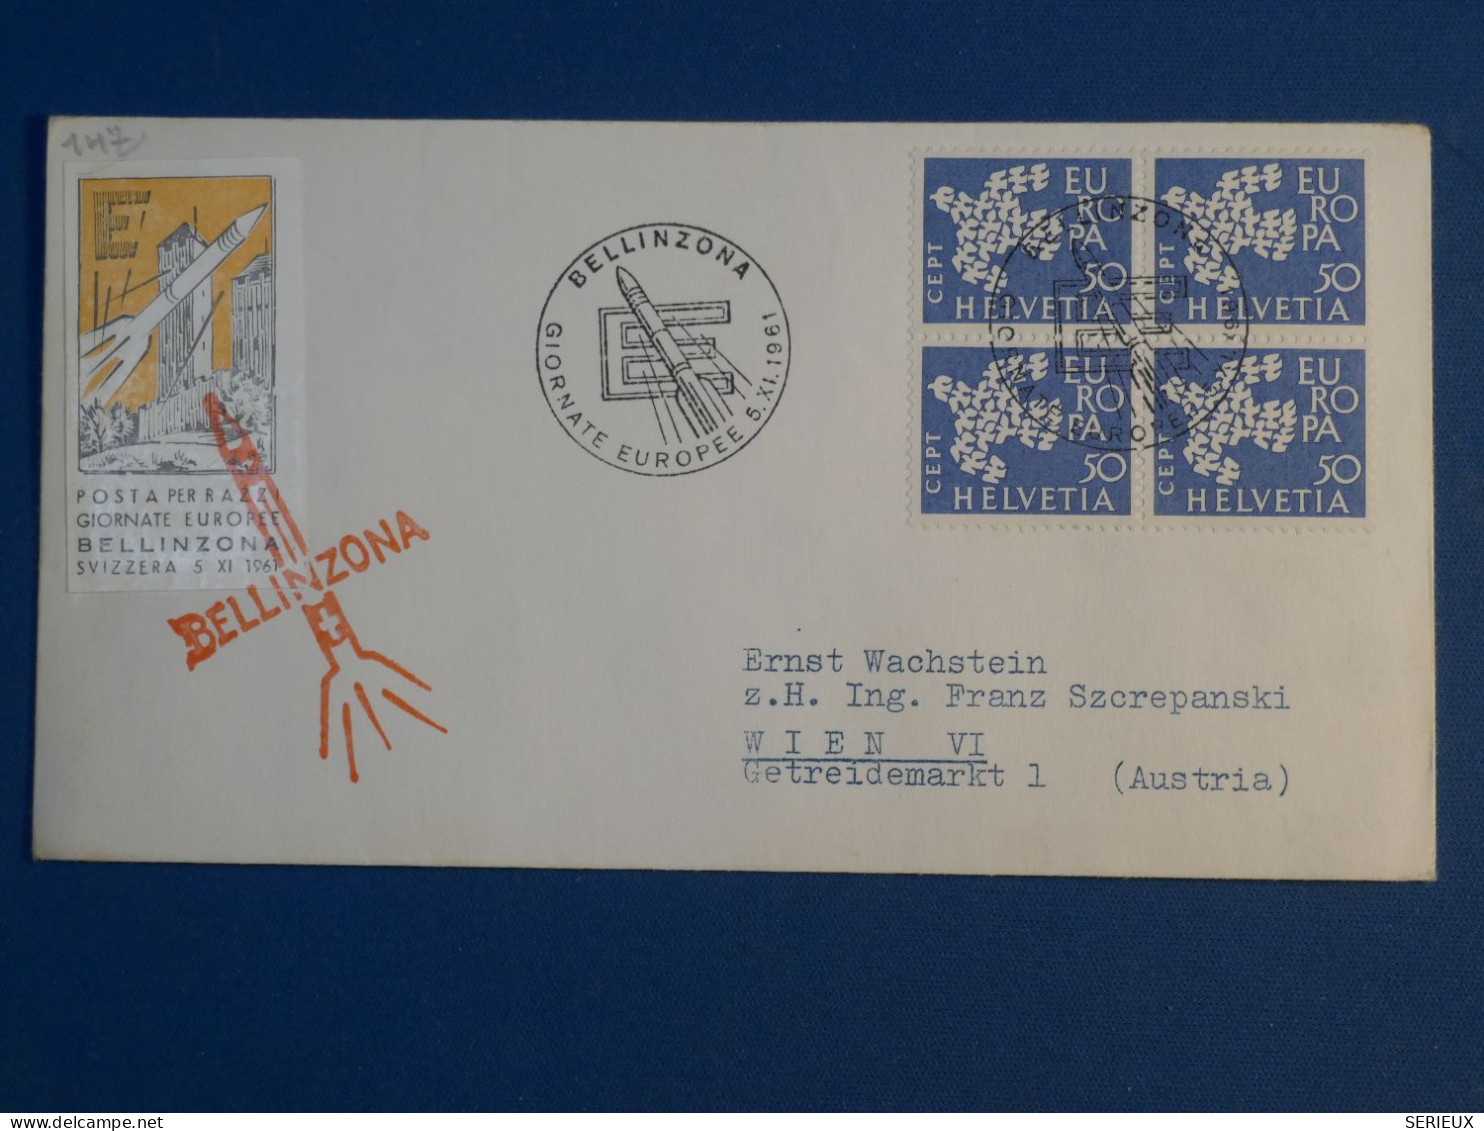 147
POSTA PER RAZZI
GIORNATE EUROPEE
BELLINZONA
SVIZZERA 5 XI 1961
BELLINZONA
BELLINZONA
GIORNATE EUROPEE 5.XI.1961
E
CEPT
EU
RO
PA
50
HELVETIA
CEPT
EU
RO
PA
50
HELVETIA
CEPT
EU
RO
PA
50
HELVETIA
CEPT
EU
RO
PA
50
HELVETIA
BELLINZONA
Ernst Wachstein
z.H. Ing. Franz Szcrepanski
WIEN VI
Getreidemarkt 1 (Austria)
delcampe.net
SERIEUX